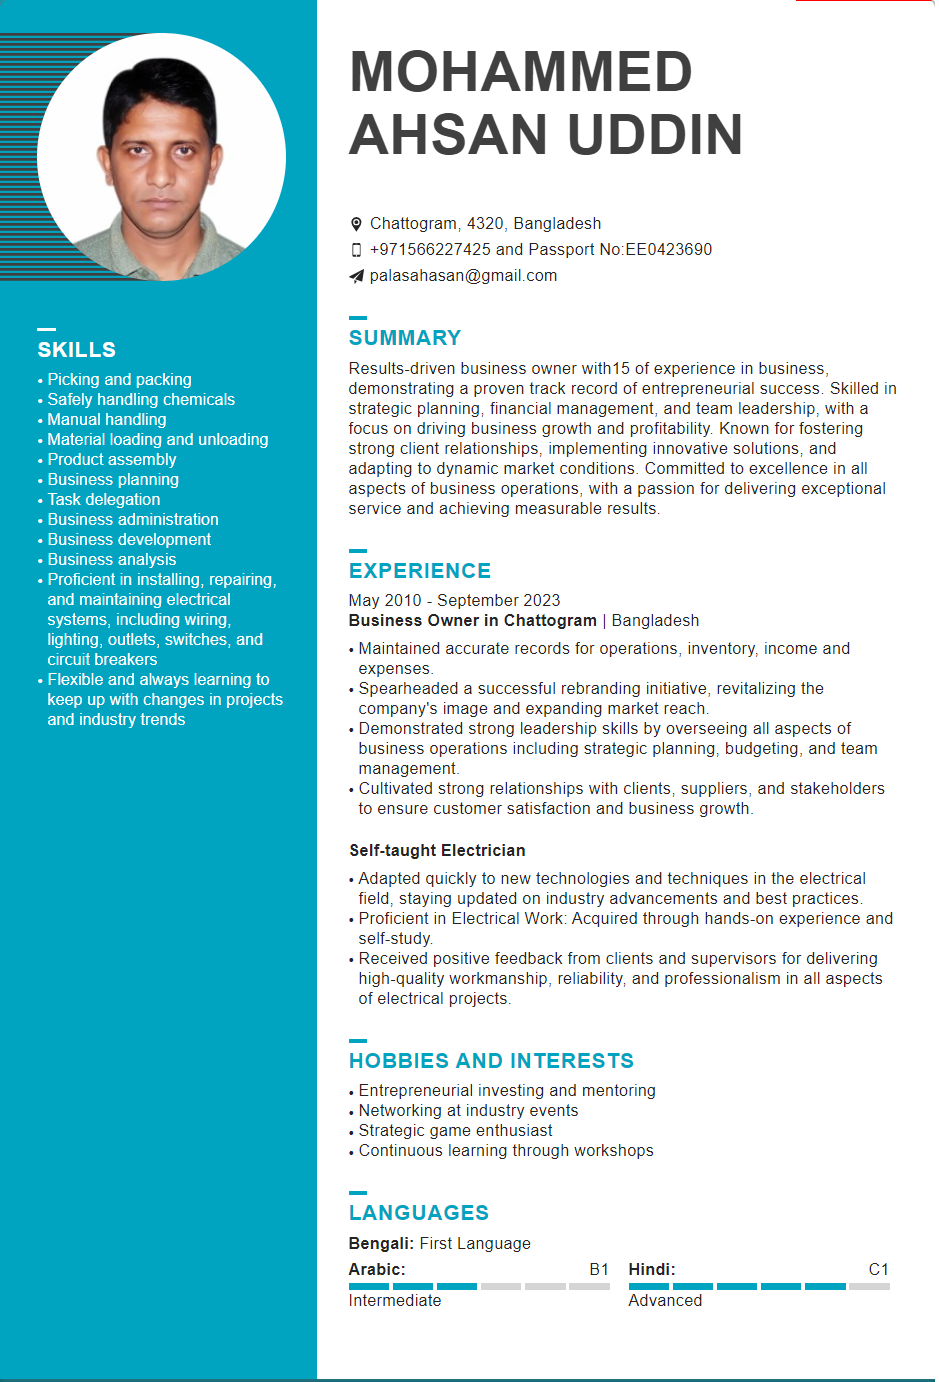 MOHAMMED
AHSAN UDDIN
Chattogram, 4320, Bangladesh
+971566227425 and Passport No:EE0423690
palasahasan@gmail.com
SKILLS
• Picking and packing
• Safely handling chemicals
• Manual handling
• Material loading and unloading
• Product assembly
• Business planning
• Task delegation
• Business administration
• Business development
• Business analysis
• Proficient in installing, repairing,
and maintaining electrical
systems, including wiring,
lighting, outlets, switches, and
circuit breakers
• Flexible and always learning to
keep up with changes in projects
and industry trends
SUMMARY
Results-driven business owner with15 of experience in business,
demonstrating a proven track record of entrepreneurial success. Skilled in
strategic planning, financial management, and team leadership, with a
focus on driving business growth and profitability. Known for fostering
strong client relationships, implementing innovative solutions, and
adapting to dynamic market conditions. Committed to excellence in all
aspects of business operations, with a passion for delivering exceptional
service and achieving measurable results.
EXPERIENCE
May 2010 - September 2023
Business Owner in Chattogram | Bangladesh
• Maintained accurate records for operations, inventory, income and
expenses.
• Spearheaded a successful rebranding initiative, revitalizing the
company's image and expanding market reach.
• Demonstrated strong leadership skills by overseeing all aspects of
business operations including strategic planning, budgeting, and team
management.
• Cultivated strong relationships with clients, suppliers, and stakeholders
to ensure customer satisfaction and business growth.
Self-taught Electrician
• Adapted quickly to new technologies and techniques in the electrical
field, staying updated on industry advancements and best practices.
• Proficient in Electrical Work: Acquired through hands-on experience and
self-study.
• Received positive feedback from clients and supervisors for delivering
high-quality workmanship, reliability, and professionalism in all aspects
of electrical projects.
HOBBIES AND INTERESTS
• Entrepreneurial investing and mentoring
• Networking at industry events
• Strategic game enthusiast
• Continuous learning through workshops
LANGUAGES
Bengali: First Language
Arabic: B1
Intermediate
Hindi: C1
Advanced